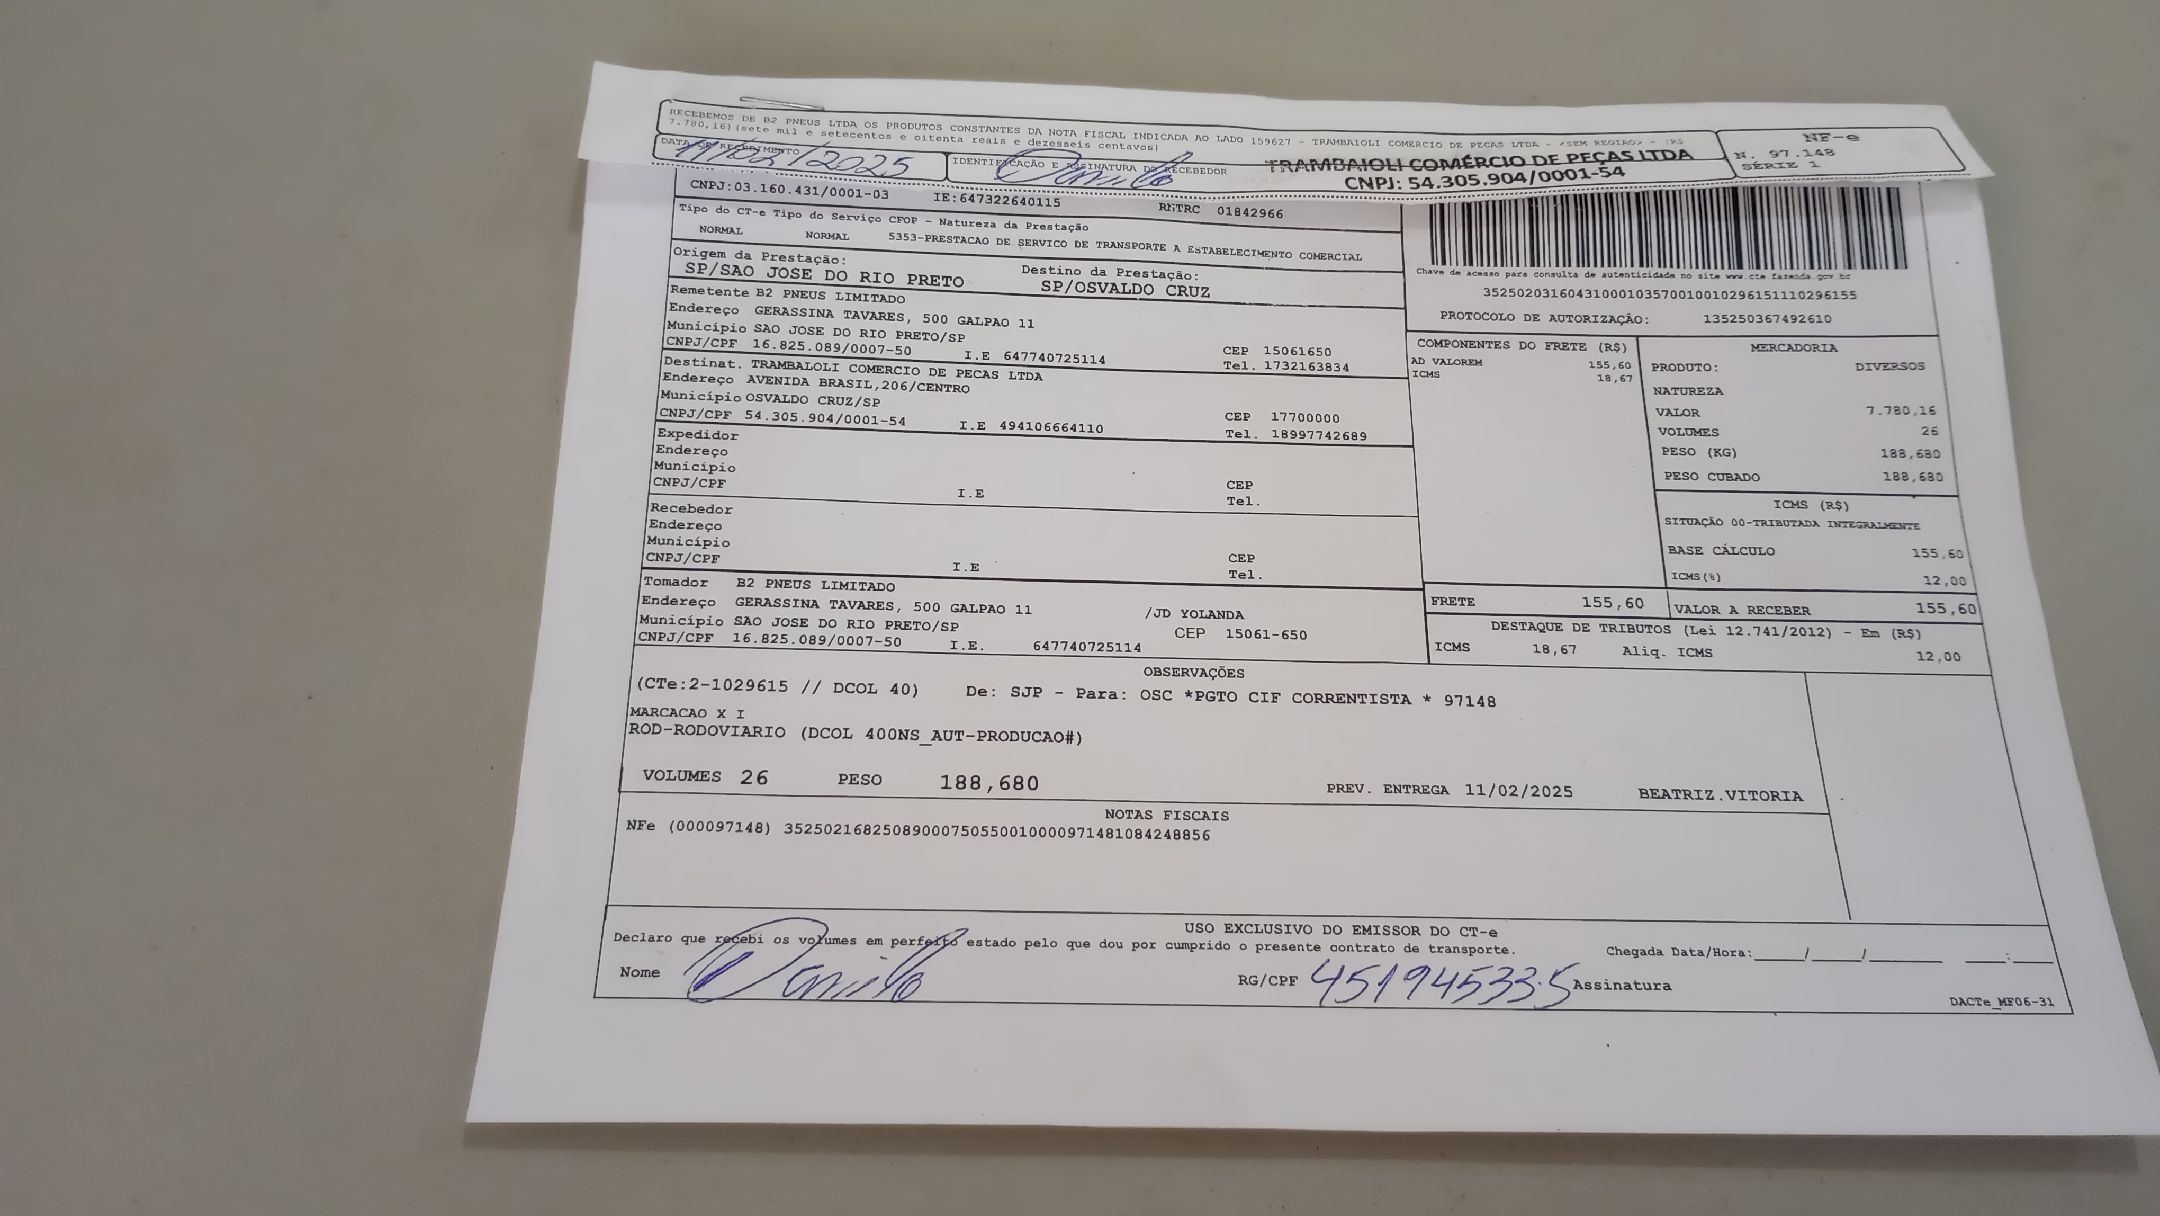 RECEBEMOS DE B2 PNEUS LTDA OS PRODUTOS CONSTANTES DA NOTA FISCAL INDICADA AO LADO 159627 - TRAMBAIOLI COMERCIO DE PECAS LTDA - <SEM REGIAO> - (R$
7.780,16)(sete mil e setecentos e oitenta reais e dezesseis centavos)
NF-e
N. 97.148
SÉRIE 1
DATA DE RECEBIMENTO
11/02/2025
IDENTIFICAÇÃO E ASSINATURA DO RECEBEDOR
Danilo
TRAMBAIOLI COMÉRCIO DE PEÇAS LTDA
CNPJ: 54.305.904/0001-54
CNPJ:03.160.431/0001-03 IE:647322640115 RNTRC 01842966
Tipo do CT-e Tipo do Serviço CFOP - Natureza da Prestação
NORMAL NORMAL 5353-PRESTACAO DE SERVICO DE TRANSPORTE A ESTABELECIMENTO COMERCIAL
Origem da Prestação: Destino da Prestação:
SP/SAO JOSE DO RIO PRETO SP/OSVALDO CRUZ
Remetente B2 PNEUS LIMITADO
Endereço GERASSINA TAVARES, 500 GALPAO 11
Município SAO JOSE DO RIO PRETO/SP CEP 15061650
CNPJ/CPF 16.825.089/0007-50 I.E 647740725114 Tel. 1732163834
Destinat. TRAMBALOLI COMERCIO DE PECAS LTDA
Endereço AVENIDA BRASIL,206/CENTRO
Município OSVALDO CRUZ/SP CEP 17700000
CNPJ/CPF 54.305.904/0001-54 I.E 494106664110 Tel. 18997742689
Expedidor
Endereço
Município CEP
CNPJ/CPF I.E Tel.
Recebedor
Endereço
Município CEP
CNPJ/CPF I.E Tel.
Tomador B2 PNEUS LIMITADO
Endereço GERASSINA TAVARES, 500 GALPAO 11 /JD YOLANDA
Município SAO JOSE DO RIO PRETO/SP CEP 15061-650
CNPJ/CPF 16.825.089/0007-50 I.E. 647740725114
Chave de acesso para consulta de autenticidade no site www.cte.fazenda.gov.br
35250203160431000103570010010296151110296155
PROTOCOLO DE AUTORIZAÇÃO: 135250367492610
COMPONENTES DO FRETE (R$)
AD VALOREM 155,60
ICMS 18,67
MERCADORIA
PRODUTO: DIVERSOS
NATUREZA
VALOR 7.780,16
VOLUMES 26
PESO (KG) 188,680
PESO CUBADO 188,680
ICMS (R$)
SITUAÇÃO 00-TRIBUTADA INTEGRALMENTE
BASE CÁLCULO 155,60
ICMS(%) 12,00
FRETE 155,60 VALOR A RECEBER 155,60
DESTAQUE DE TRIBUTOS (Lei 12.741/2012) - Em (R$)
ICMS 18,67 Aliq. ICMS 12,00
OBSERVAÇÕES
(CTe:2-1029615 // DCOL 40) De: SJP - Para: OSC *PGTO CIF CORRENTISTA * 97148
MARCACAO X I
ROD-RODOVIARIO (DCOL 400NS_AUT-PRODUCAO#)
VOLUMES 26 PESO 188,680 PREV. ENTREGA 11/02/2025 BEATRIZ.VITORIA
NOTAS FISCAIS
NFe (000097148) 35250216825089000750550010000971481084248856
USO EXCLUSIVO DO EMISSOR DO CT-e
Declaro que recebi os volumes em perfeito estado pelo que dou por cumprido o presente contrato de transporte. Chegada Data/Hora:____/____/______ ___:___
Nome Danilo RG/CPF 451945333.5 Assinatura
DACTe_MF06-31